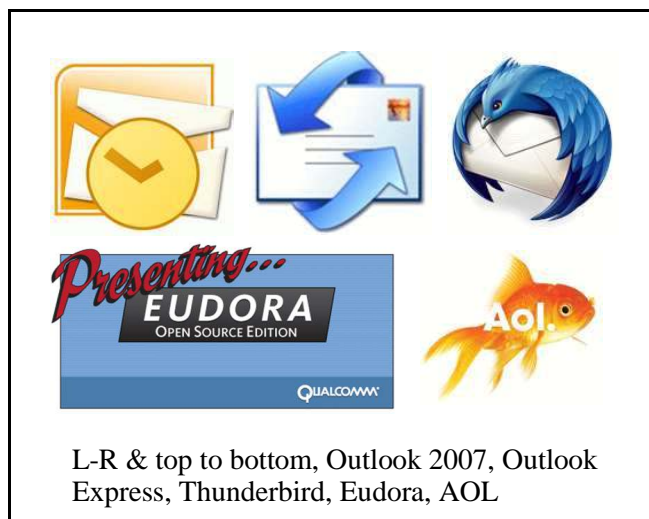 Presenting...
EUDORA
OPEN SOURCE EDITION
QUALCOMM
Aol.
L-R & top to bottom, Outlook 2007, Outlook
Express, Thunderbird, Eudora, AOL